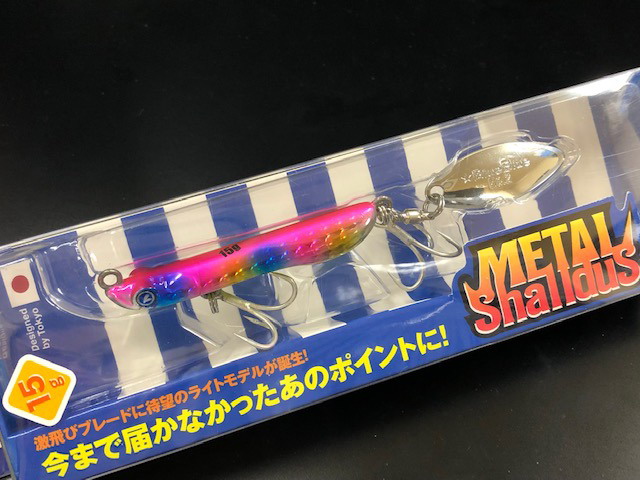 METAL
Shalldus
15g
Designed
by Tokyo
15g
激飛びブレードに待望のライトモデルが誕生!
今まで届かなかったあのポイントに!